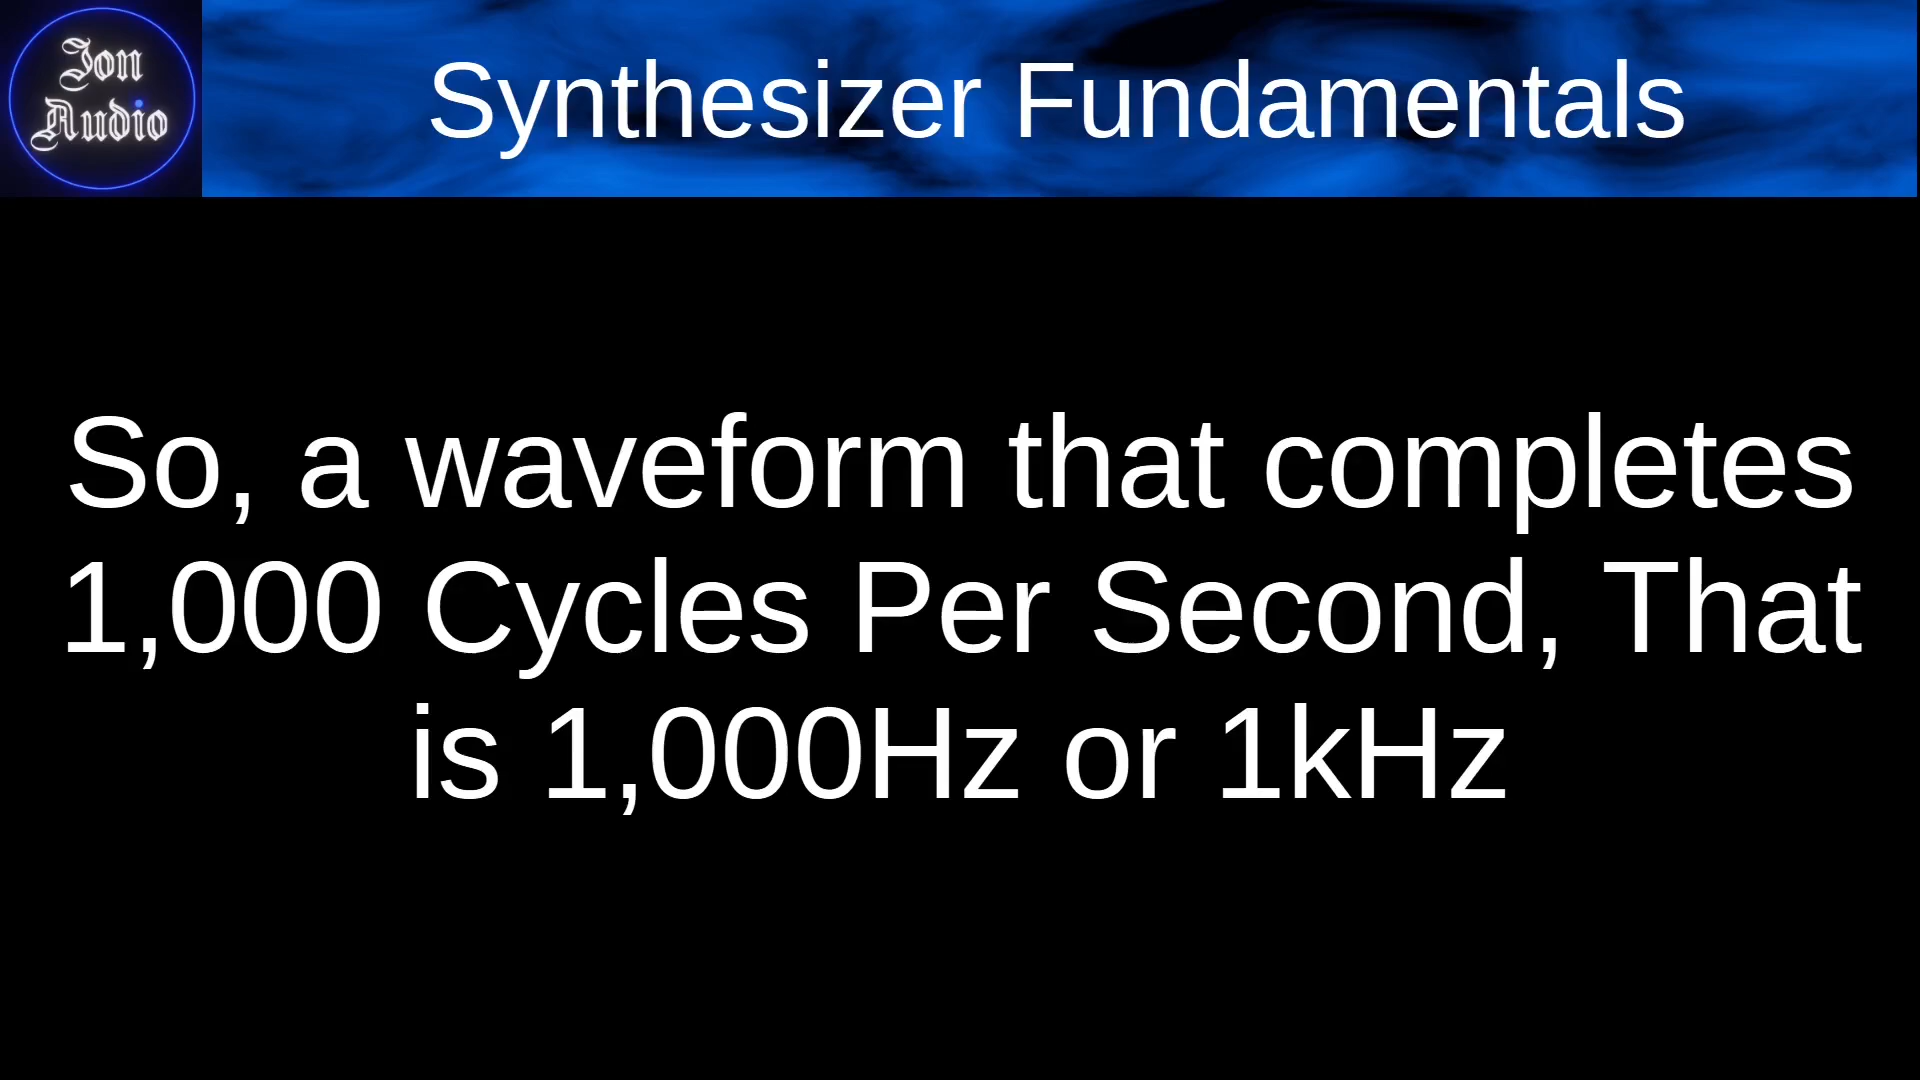 Jon
Audio
Synthesizer Fundamentals
So, a waveform that completes
1,000 Cycles Per Second, That
is 1,000Hz or 1kHz